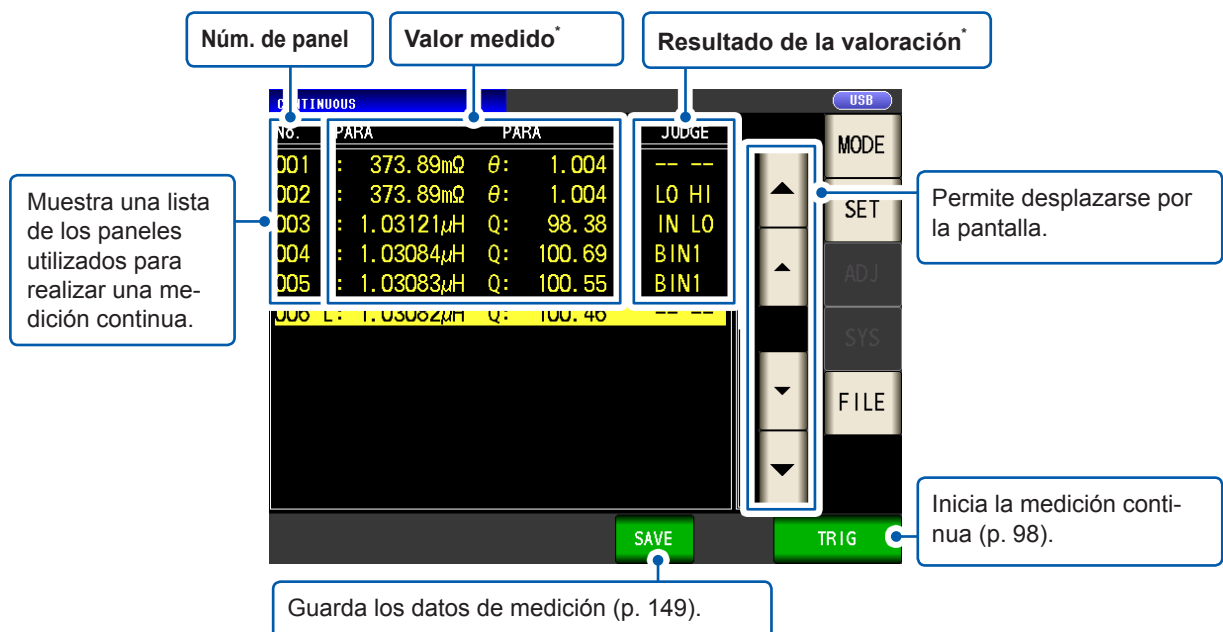 Núm. de panel
Valor medido*
Resultado de la valoración*
CONTINUOUS
USB
No. PARA PARA JUDGE
001 : 373.89mΩ θ: 1.004 -- --
002 : 373.89mΩ θ: 1.004 LO HI
003 : 1.03121μH Q: 98.38 IN LO
004 : 1.03084μH Q: 100.69 BIN1
005 : 1.03083μH Q: 100.55 BIN1
006 L: 1.03082μH Q: 100.46 -- --
MODE
SET
ADJ
SYS
FILE
SAVE
TRIG
Muestra una lista
de los paneles
utilizados para
realizar una me-
dición continua.
Permite desplazarse por
la pantalla.
Inicia la medición conti-
nua (p. 98).
Guarda los datos de medición (p. 149).